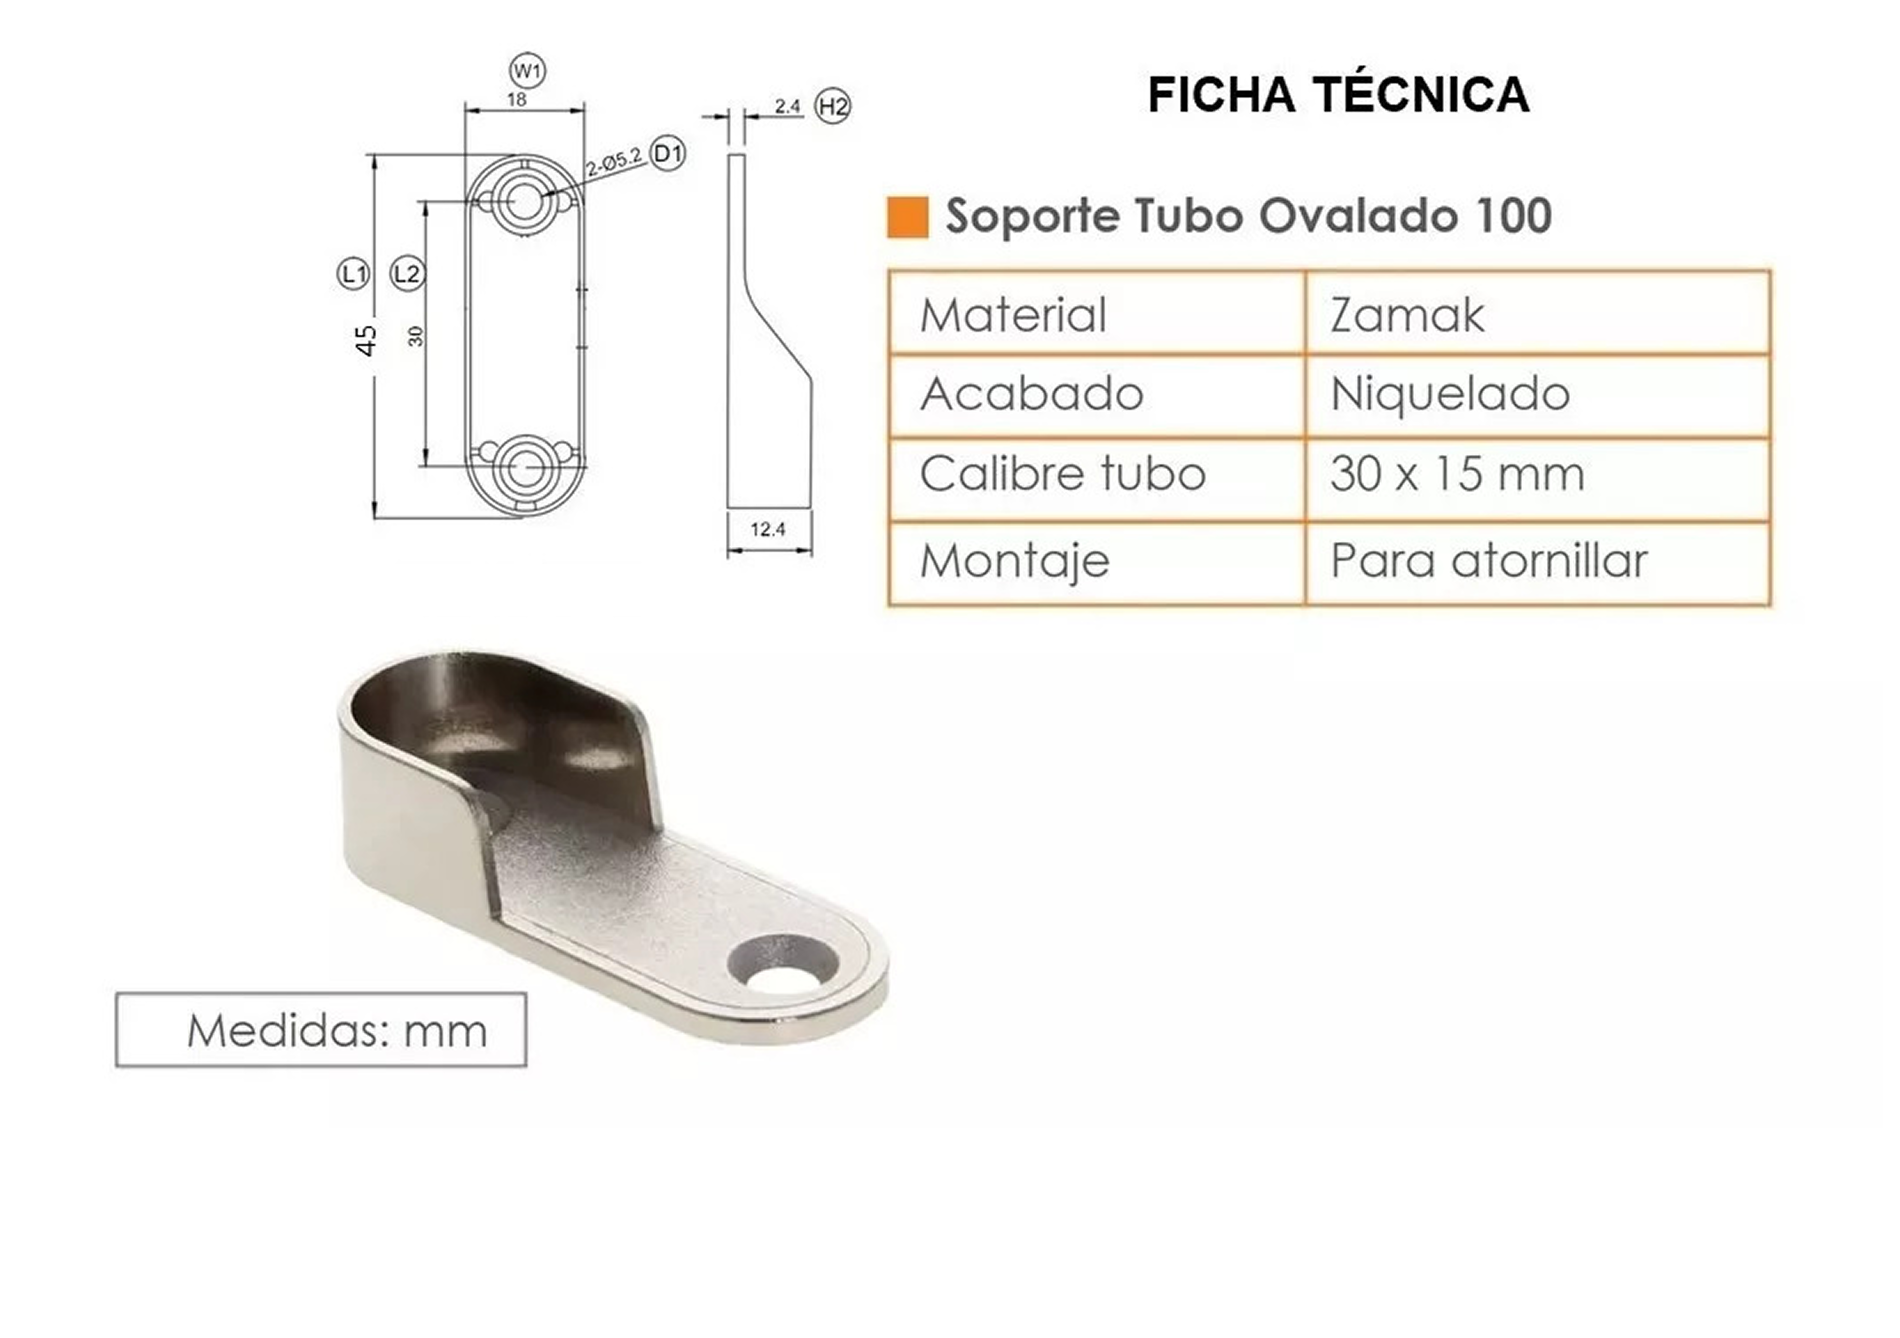 FICHA TÉCNICA
W1
18
2.4 H2
2-Ø5.2 D1
L1 L2
45
30
12.4
Soporte Tubo Ovalado 100
Material Zamak
Acabado Niquelado
Calibre tubo 30 x 15 mm
Montaje Para atornillar
Medidas: mm